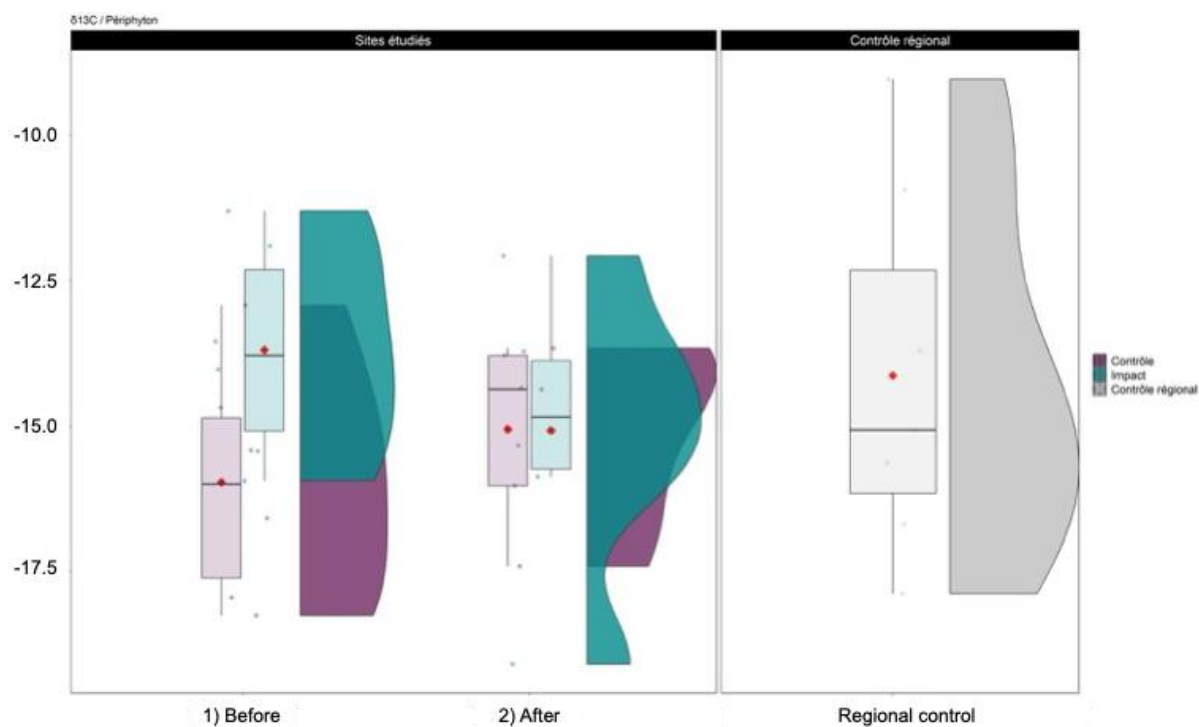 δ13C / Périphyton
Sites étudiés
Contrôle régional
-10.0
-12.5
-15.0
-17.5
Contrôle
Impact
Contrôle régional
1) Before
2) After
Regional control